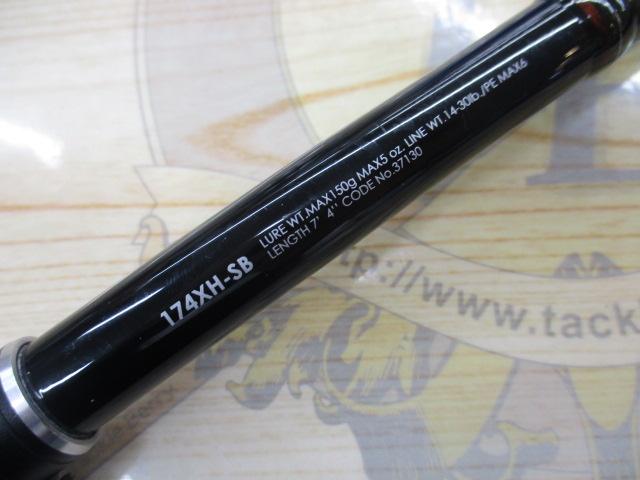 174XH-SB
LURE WT.MAX150g MAX5 oz. LINE WT.14-30lb./PE MAX6
LENGTH 7' 4" CODE No.37130
http://www.tack